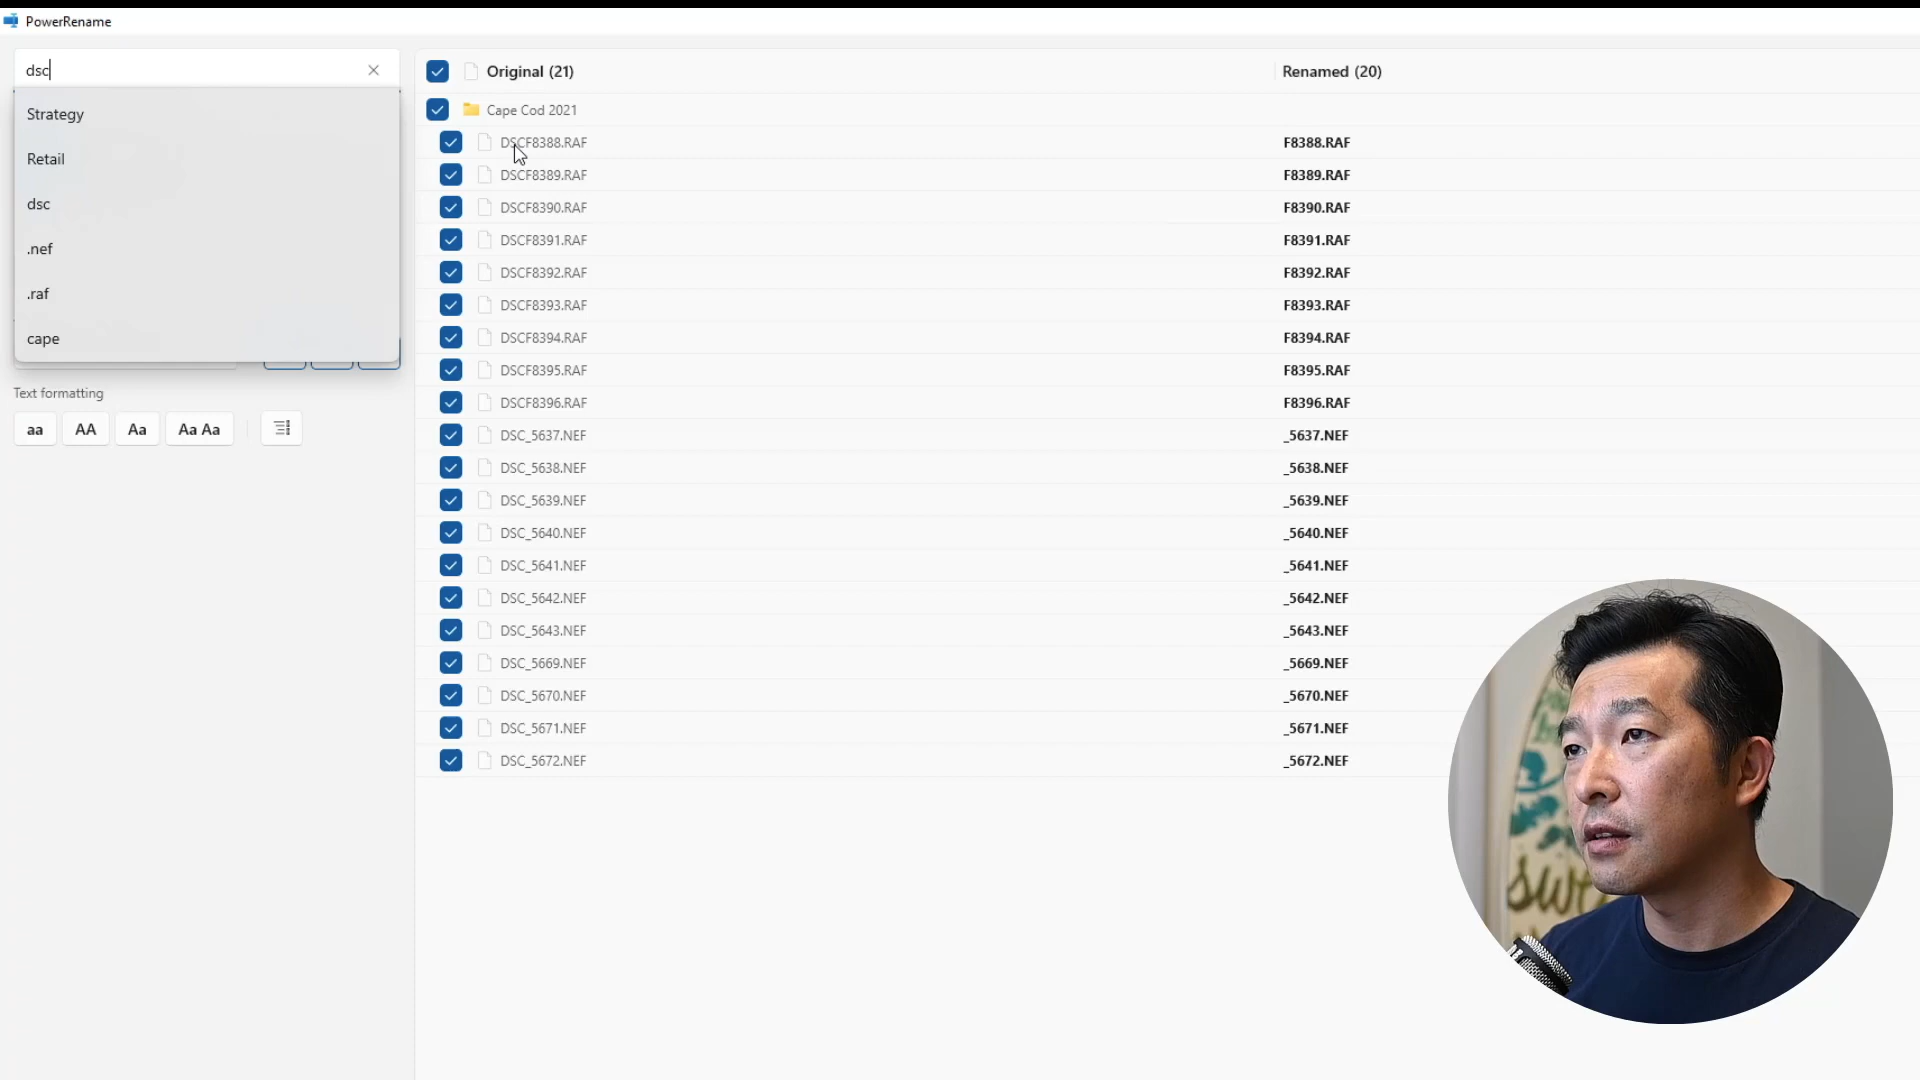 PowerRename
dsc
Strategy
Retail
dsc
.nef
.raf
cape
Text formatting
aa AA Aa Aa Aa
Original (21) Renamed (20)
Cape Cod 2021
DSCF8388.RAF F8388.RAF
DSCF8389.RAF F8389.RAF
DSCF8390.RAF F8390.RAF
DSCF8391.RAF F8391.RAF
DSCF8392.RAF F8392.RAF
DSCF8393.RAF F8393.RAF
DSCF8394.RAF F8394.RAF
DSCF8395.RAF F8395.RAF
DSCF8396.RAF F8396.RAF
DSC_5637.NEF _5637.NEF
DSC_5638.NEF _5638.NEF
DSC_5639.NEF _5639.NEF
DSC_5640.NEF _5640.NEF
DSC_5641.NEF _5641.NEF
DSC_5642.NEF _5642.NEF
DSC_5643.NEF _5643.NEF
DSC_5669.NEF _5669.NEF
DSC_5670.NEF _5670.NEF
DSC_5671.NEF _5671.NEF
DSC_5672.NEF _5672.NEF